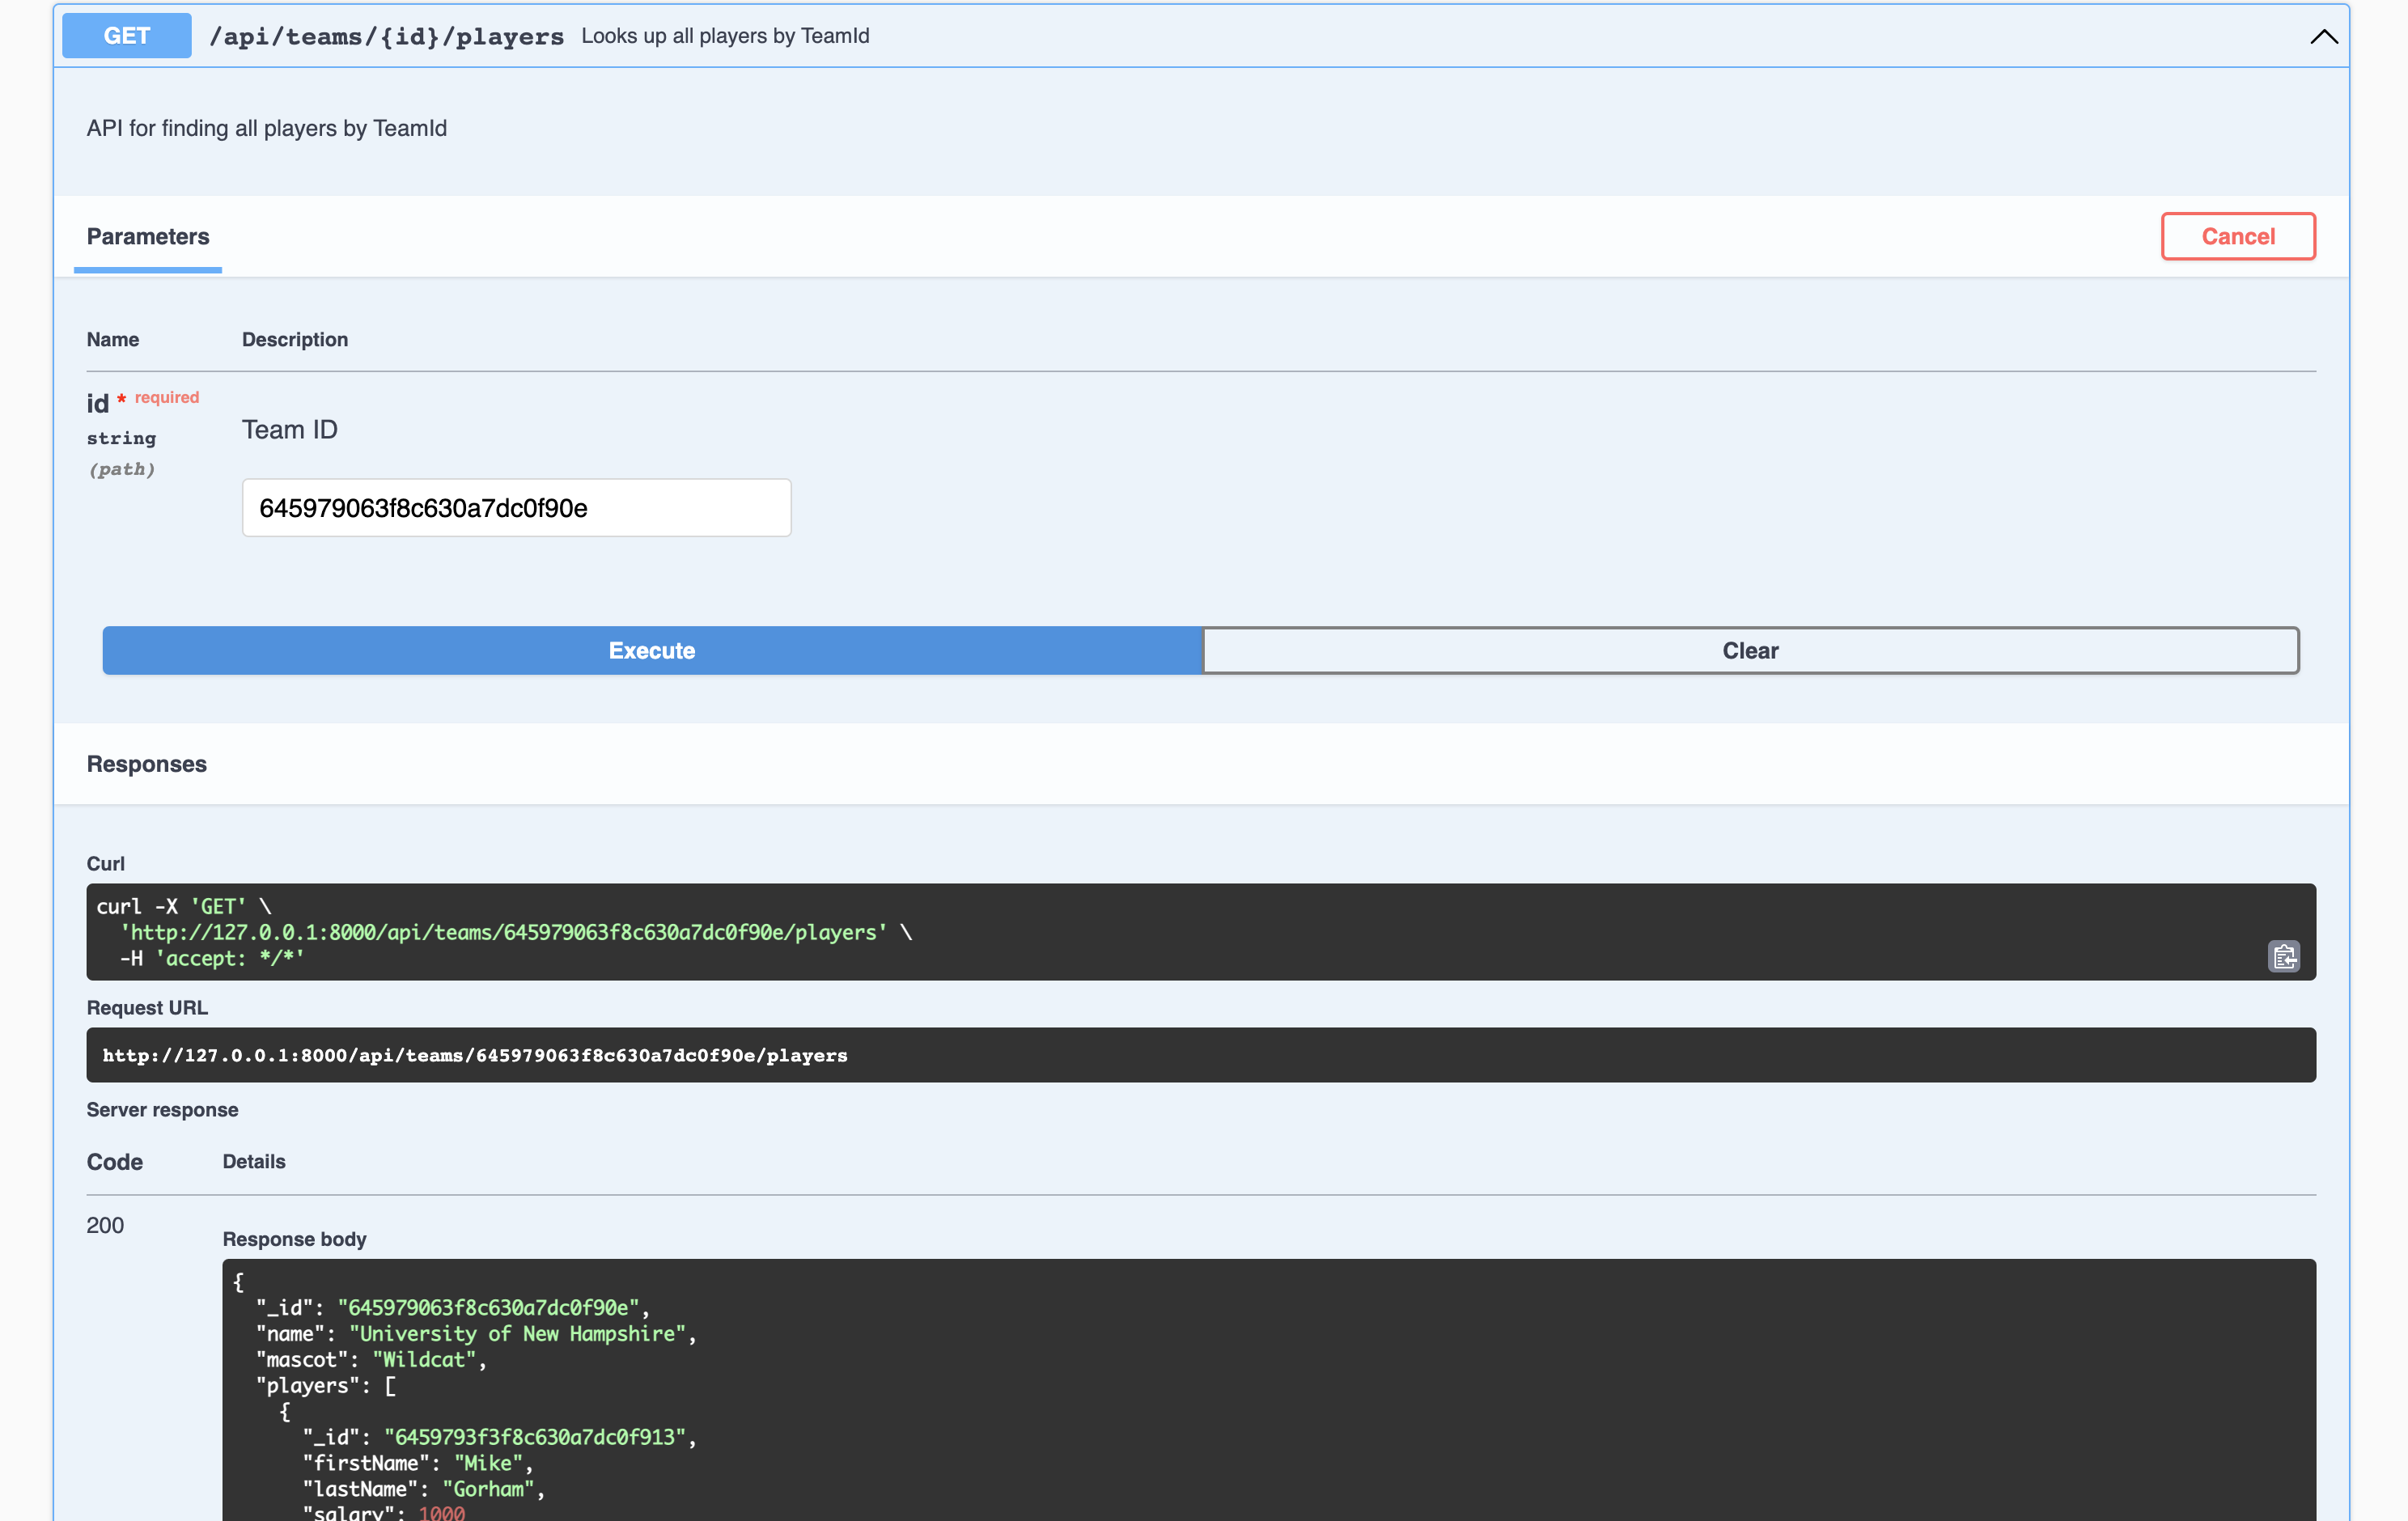 GET /api/teams/{id}/players Looks up all players by TeamId
API for finding all players by TeamId
Parameters Cancel
Name Description
id * required
string
(path)
Team ID
645979063f8c630a7dc0f90e
Execute Clear
Responses
Curl
curl -X 'GET' \
  'http://127.0.0.1:8000/api/teams/645979063f8c630a7dc0f90e/players' \
  -H 'accept: */*'
Request URL
http://127.0.0.1:8000/api/teams/645979063f8c630a7dc0f90e/players
Server response
Code Details
200
Response body
{
  "_id": "645979063f8c630a7dc0f90e",
  "name": "University of New Hampshire",
  "mascot": "Wildcat",
  "players": [
    {
      "_id": "6459793f3f8c630a7dc0f913",
      "firstName": "Mike",
      "lastName": "Gorham",
      "salary": 1000